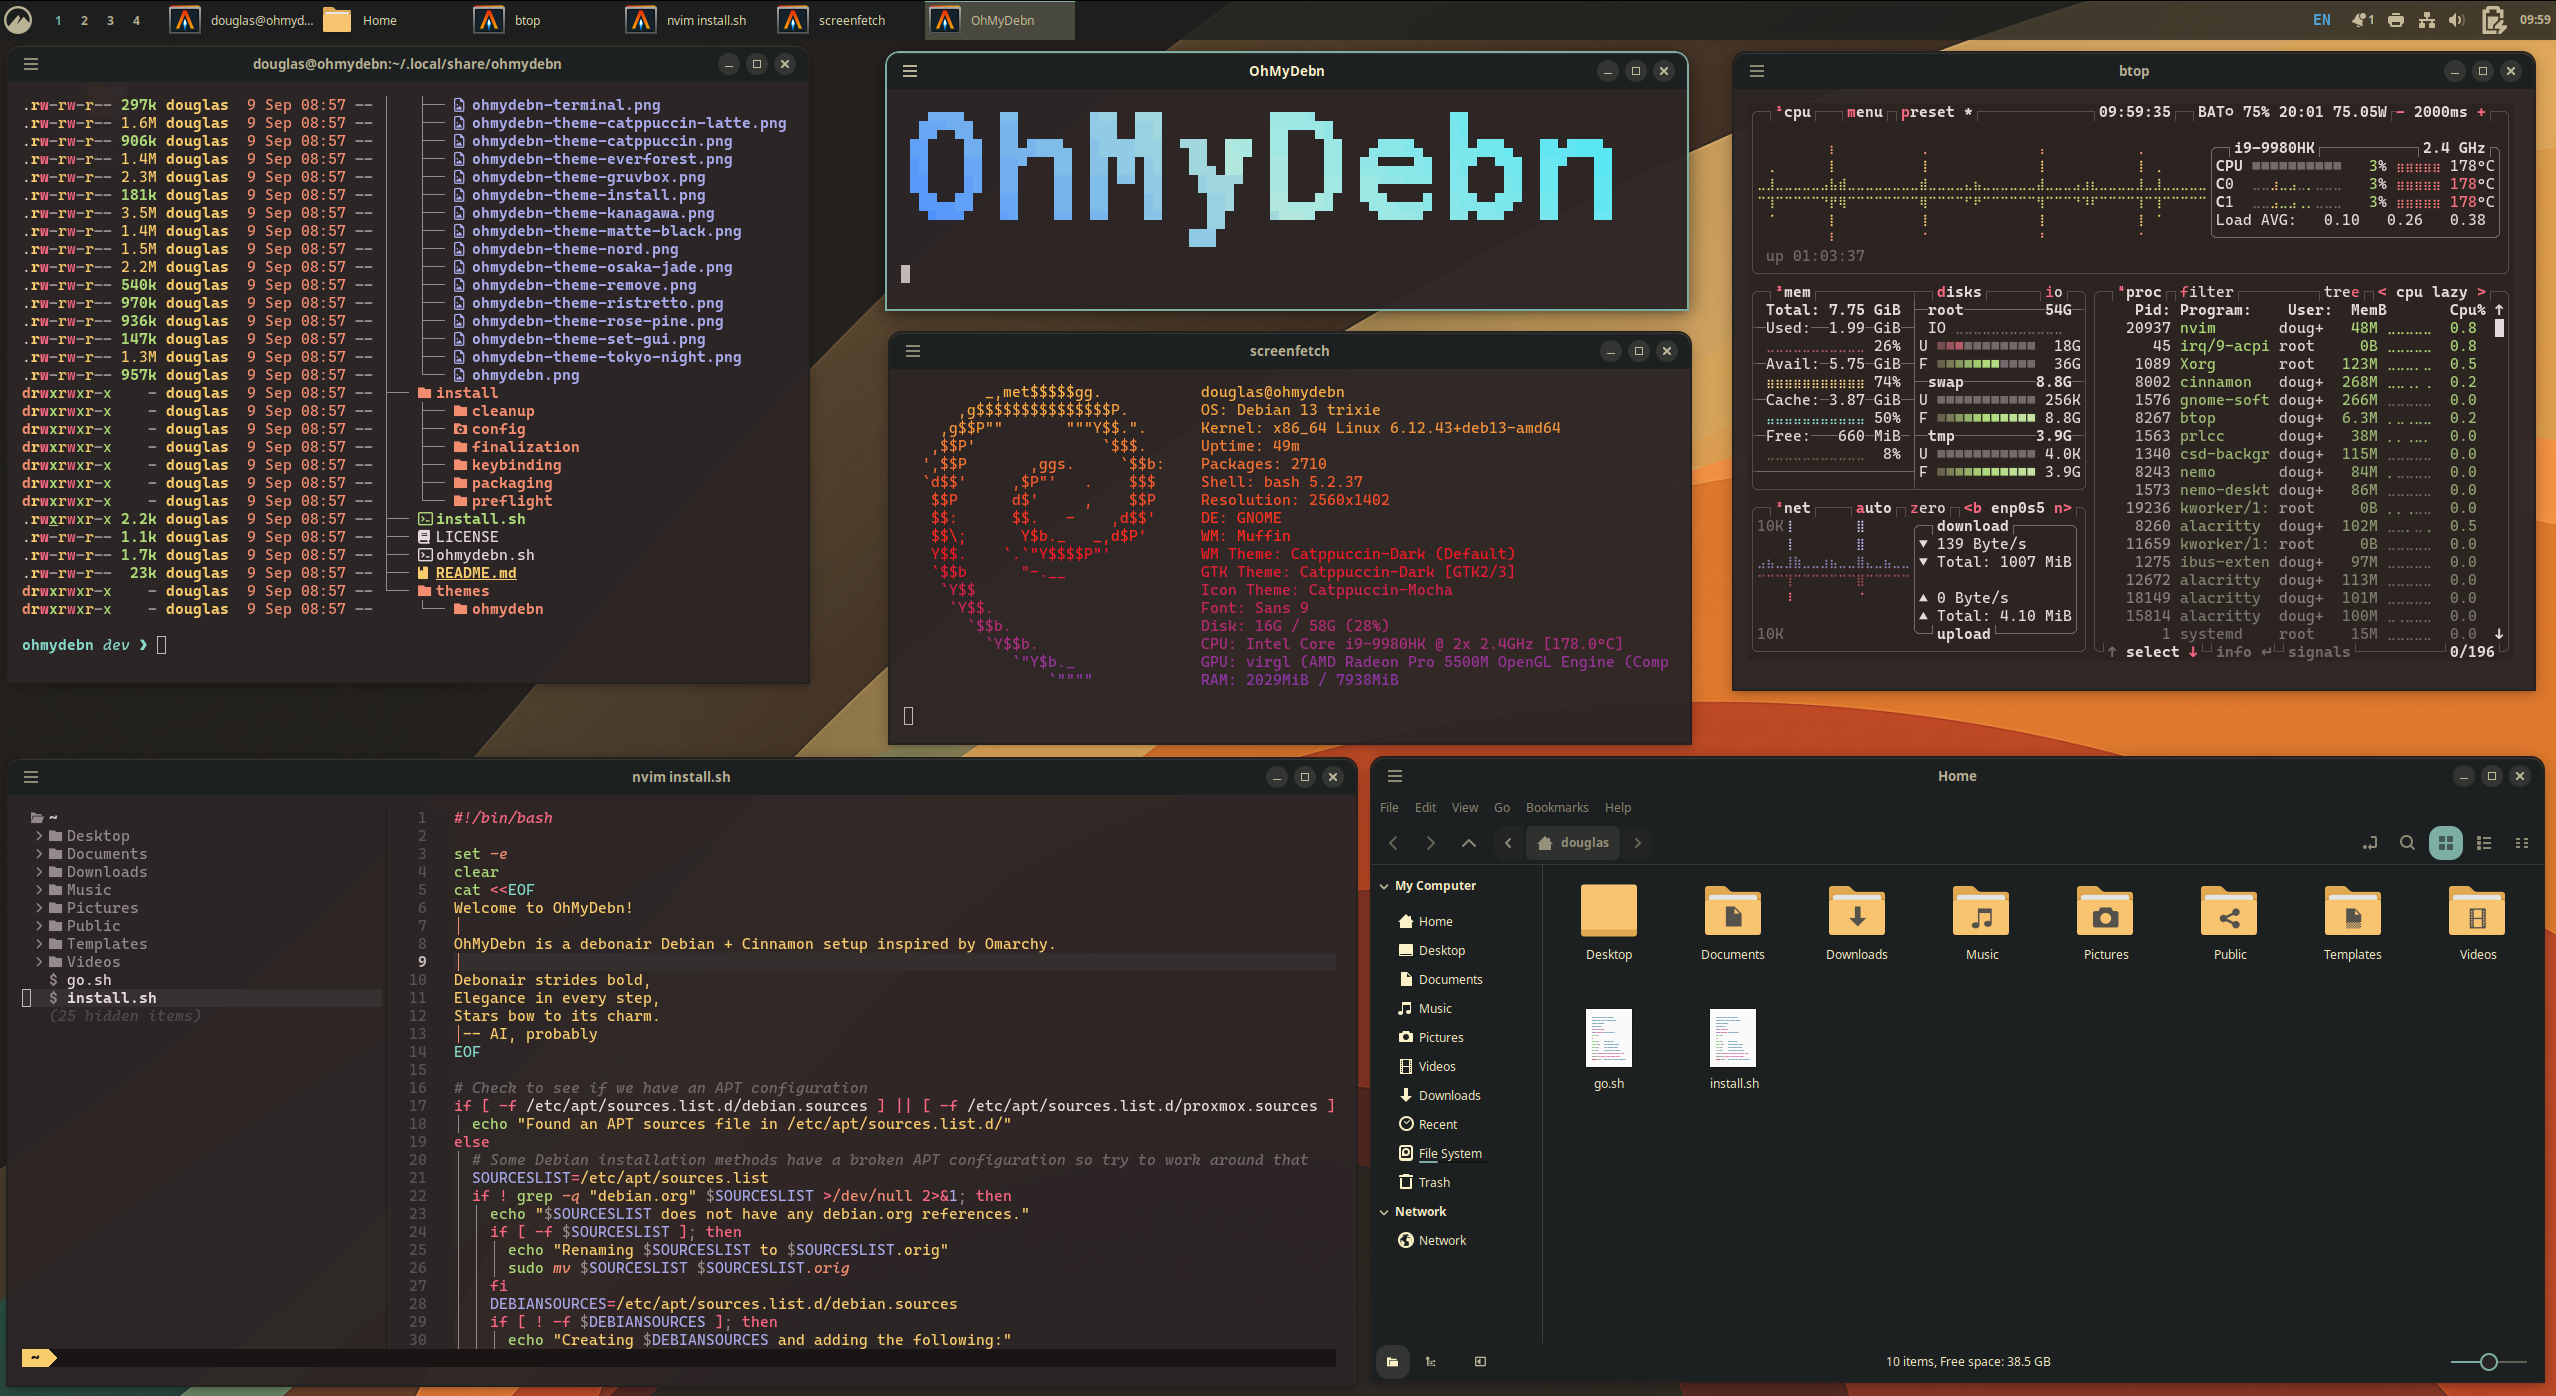 1 2 3 4 douglas@ohmyd... Home btop nvim install.sh screenfetch OhMyDebn EN 1 09:59
douglas@ohmydebn:~/.local/share/ohmydebn
.rw-rw-r-- 297k douglas 9 Sep 08:57 -- ohmydebn-terminal.png
.rw-rw-r-- 1.6M douglas 9 Sep 08:57 -- ohmydebn-theme-catppuccin-latte.png
.rw-rw-r-- 906k douglas 9 Sep 08:57 -- ohmydebn-theme-catppuccin.png
.rw-rw-r-- 1.4M douglas 9 Sep 08:57 -- ohmydebn-theme-everforest.png
.rw-rw-r-- 2.3M douglas 9 Sep 08:57 -- ohmydebn-theme-gruvbox.png
.rw-rw-r-- 181k douglas 9 Sep 08:57 -- ohmydebn-theme-install.png
.rw-rw-r-- 3.5M douglas 9 Sep 08:57 -- ohmydebn-theme-kanagawa.png
.rw-rw-r-- 1.4M douglas 9 Sep 08:57 -- ohmydebn-theme-matte-black.png
.rw-rw-r-- 1.5M douglas 9 Sep 08:57 -- ohmydebn-theme-nord.png
.rw-rw-r-- 2.2M douglas 9 Sep 08:57 -- ohmydebn-theme-osaka-jade.png
.rw-rw-r-- 540k douglas 9 Sep 08:57 -- ohmydebn-theme-remove.png
.rw-rw-r-- 970k douglas 9 Sep 08:57 -- ohmydebn-theme-ristretto.png
.rw-rw-r-- 936k douglas 9 Sep 08:57 -- ohmydebn-theme-rose-pine.png
.rw-rw-r-- 147k douglas 9 Sep 08:57 -- ohmydebn-theme-set-gui.png
.rw-rw-r-- 1.3M douglas 9 Sep 08:57 -- ohmydebn-theme-tokyo-night.png
.rw-rw-r-- 957k douglas 9 Sep 08:57 -- ohmydebn.png
drwxrwxr-x - douglas 9 Sep 08:57 -- install
drwxrwxr-x - douglas 9 Sep 08:57 -- cleanup
drwxrwxr-x - douglas 9 Sep 08:57 -- config
drwxrwxr-x - douglas 9 Sep 08:57 -- finalization
drwxrwxr-x - douglas 9 Sep 08:57 -- keybinding
drwxrwxr-x - douglas 9 Sep 08:57 -- packaging
drwxrwxr-x - douglas 9 Sep 08:57 -- preflight
.rwxrwxr-x 2.2k douglas 9 Sep 08:57 -- install.sh
.rw-rw-r-- 1.1k douglas 9 Sep 08:57 -- LICENSE
.rw-rw-r-- 1.7k douglas 9 Sep 08:57 -- ohmydebn.sh
.rw-rw-r-- 23k douglas 9 Sep 08:57 -- README.md
drwxrwxr-x - douglas 9 Sep 08:57 -- themes
drwxrwxr-x - douglas 9 Sep 08:57 -- ohmydebn
ohmydebn dev ❯
OhMyDebn
OhMyDebn
screenfetch
_,met$$$$$gg.
,g$$$$$$$$$$$$$$$P.
,g$$P"" """Y$$.".
,$$P' `$$$.
',$$P ,ggs. `$$b:
`d$$' ,$P"' . $$$
$$P d$' , $$P
$$: $$. - ,d$$'
$$\; Y$b._ _,d$P'
Y$$. `.`"Y$$$$P"'
`$$b "-.__
`Y$$
`Y$$.
`$$b.
`Y$$b.
`"Y$b._
`""""
douglas@ohmydebn
OS: Debian 13 trixie
Kernel: x86_64 Linux 6.12.43+deb13-amd64
Uptime: 49m
Packages: 2710
Shell: bash 5.2.37
Resolution: 2560x1402
DE: GNOME
WM: Muffin
WM Theme: Catppuccin-Dark (Default)
GTK Theme: Catppuccin-Dark [GTK2/3]
Icon Theme: Catppuccin-Mocha
Font: Sans 9
Disk: 16G / 58G (28%)
CPU: Intel Core i9-9980HK @ 2x 2.4GHz [178.0°C]
GPU: virgl (AMD Radeon Pro 5500M OpenGL Engine (Comp
RAM: 2029MiB / 7938MiB
btop
¹cpu menu preset * 09:59:35 BAT 75% 20:01 75.05W - 2000ms +
i9-9980HK 2.4 GHz
CPU 3% 178°C
C0 3% 178°C
C1 3% 178°C
Load AVG: 0.10 0.26 0.38
up 01:03:37
²mem
Total: 7.75 GiB
Used: 1.99 GiB
26%
Avail: 5.75 GiB
74%
Cache: 3.87 GiB
50%
Free: 660 MiB
8%
disks io
root 54G
IO
U 18G
F 36G
swap 8.8G
U 256K
F 8.8G
tmp 3.9G
U 4.0K
F 3.9G
³net auto zero <b enp0s5 n>
10K
download
▼ 139 Byte/s
▼ Total: 1007 MiB
▲ 0 Byte/s
▲ Total: 4.10 MiB
10K
upload
⁴proc filter tree < cpu lazy >
Pid: Program: User: MemB Cpu% ↑
20937 nvim doug+ 48M 0.8
45 irq/9-acpi root 0B 0.8
1089 Xorg root 123M 0.5
8002 cinnamon doug+ 268M 0.2
1576 gnome-soft doug+ 266M 0.0
8267 btop doug+ 6.3M 0.2
1563 prlcc doug+ 38M 0.0
1340 csd-backgr doug+ 115M 0.0
8243 nemo doug+ 84M 0.0
1573 nemo-deskt doug+ 86M 0.0
19236 kworker/1: root 0B 0.0
8260 alacritty doug+ 102M 0.5
11659 kworker/1: root 0B 0.0
1275 ibus-exten doug+ 97M 0.0
12672 alacritty doug+ 113M 0.0
18149 alacritty doug+ 101M 0.0
15814 alacritty doug+ 100M 0.0
1 systemd root 15M 0.0 ↓
↑ select ↓ info ↵ signals 0/196
nvim install.sh
~
Desktop
Documents
Downloads
Music
Pictures
Public
Templates
Videos
$ go.sh
$ install.sh
(25 hidden items)
1 #!/bin/bash
2
3 set -e
4 clear
5 cat <<EOF
6 Welcome to OhMyDebn!
7
8 OhMyDebn is a debonair Debian + Cinnamon setup inspired by Omarchy.
9
10 Debonair strides bold,
11 Elegance in every step,
12 Stars bow to its charm.
13 -- AI, probably
14 EOF
15
16 # Check to see if we have an APT configuration
17 if [ -f /etc/apt/sources.list.d/debian.sources ] || [ -f /etc/apt/sources.list.d/proxmox.sources ]
18 echo "Found an APT sources file in /etc/apt/sources.list.d/"
19 else
20 # Some Debian installation methods have a broken APT configuration so try to work around that
21 SOURCESLIST=/etc/apt/sources.list
22 if ! grep -q "debian.org" $SOURCESLIST >/dev/null 2>&1; then
23 echo "$SOURCESLIST does not have any debian.org references."
24 if [ -f $SOURCESLIST ]; then
25 echo "Renaming $SOURCESLIST to $SOURCESLIST.orig"
26 sudo mv $SOURCESLIST $SOURCESLIST.orig
27 fi
28 DEBIANSOURCES=/etc/apt/sources.list.d/debian.sources
29 if [ ! -f $DEBIANSOURCES ]; then
30 echo "Creating $DEBIANSOURCES and adding the following:"
~
Home
File Edit View Go Bookmarks Help
douglas
My Computer
Home
Desktop
Documents
Music
Pictures
Videos
Downloads
Recent
File System
Trash
Network
Network
Desktop Documents Downloads Music Pictures Public Templates Videos
go.sh install.sh
10 items, Free space: 38.5 GB